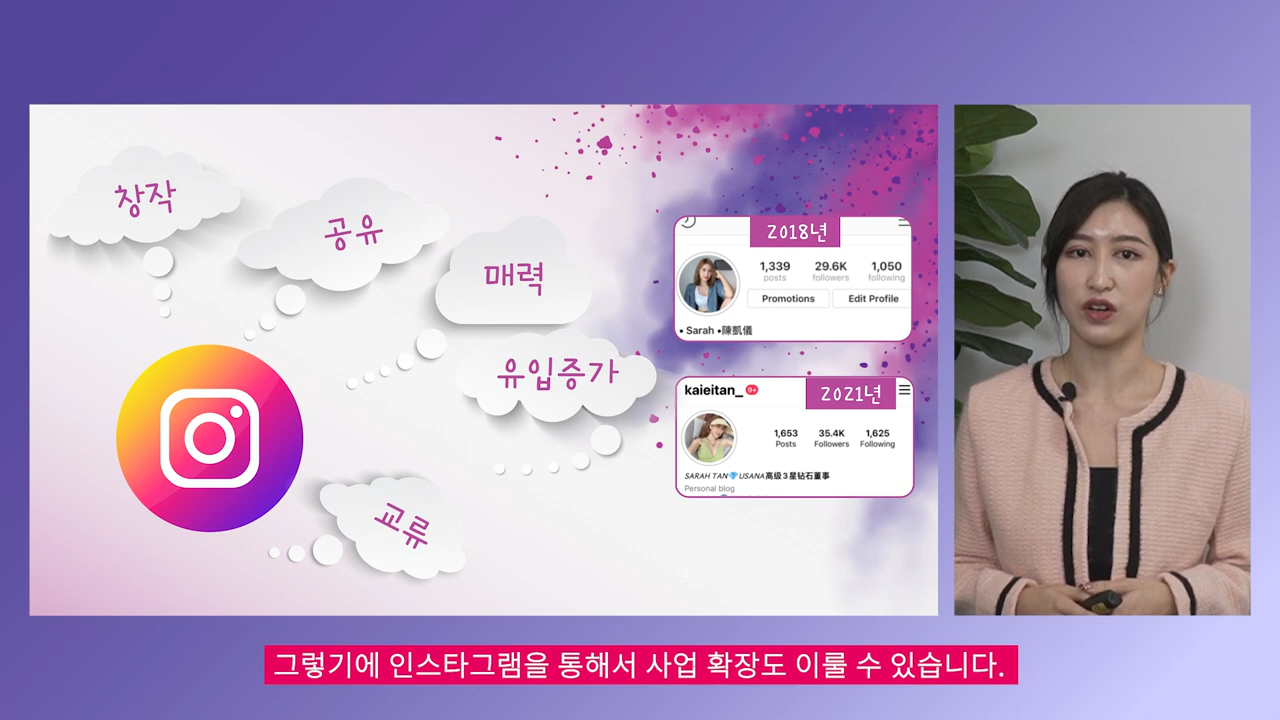 창작
공유
매력
유입증가
교류
2018년
1,339 29.6K 1,050
posts followers following
Promotions Edit Profile
• Sarah •陳凱儀
kaieitan_ 9+
2021년
1,653 35.4K 1,625
Posts Followers Following
SARAH TAN💎USANA高级3星钻石董事
Personal blog
그렇기에 인스타그램을 통해서 사업 확장도 이룰 수 있습니다.